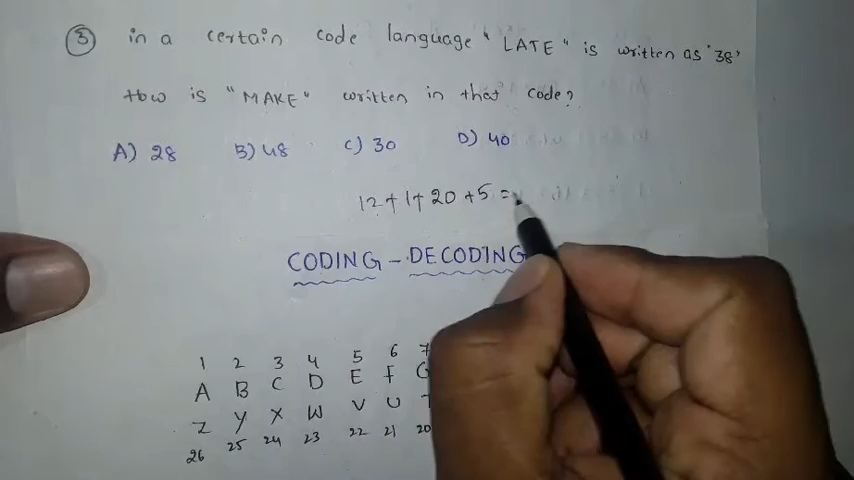 ③ in a certain code language "LATE" is written as '38'
How is "MAKE" written in that code?
A) 28 B) 48 C) 30 D) 40
12+1+20+5=
CODING - DECODING
1 2 3 4 5 6 7
A B C D E F G
Z Y X W V U T
26 25 24 23 22 21 20